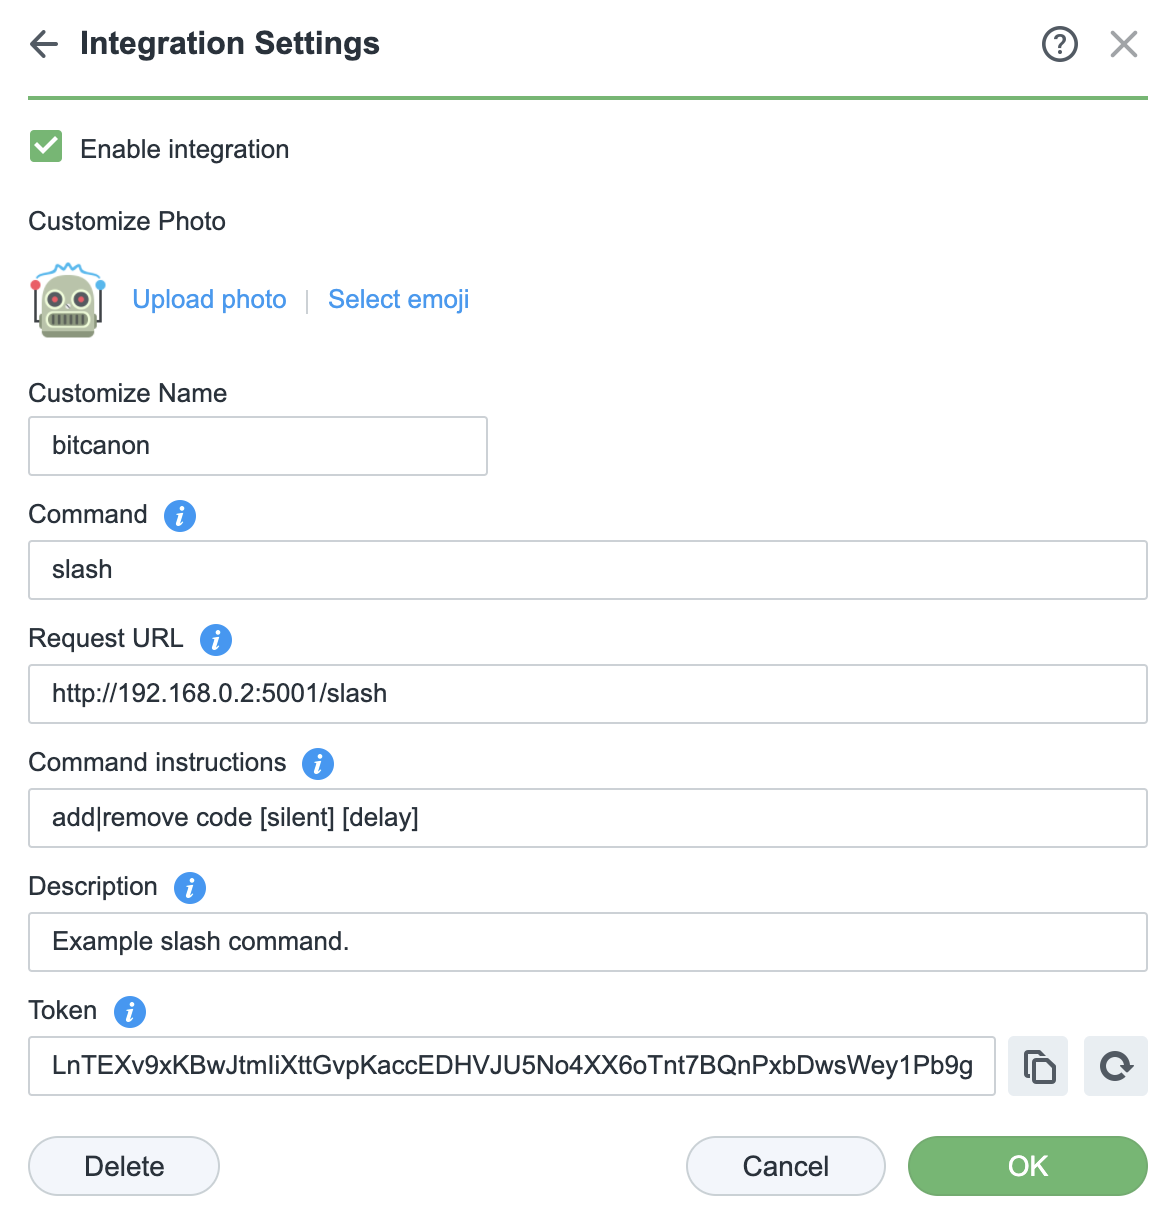 Integration Settings
Enable integration
Customize Photo
Upload photo | Select emoji
Customize Name
bitcanon
Command
slash
Request URL
http://192.168.0.2:5001/slash
Command instructions
add|remove code [silent] [delay]
Description
Example slash command.
Token
LnTEXv9xKBwJtmIiXttGvpKaccEDHVJU5No4XX6oTnt7BQnPxbDwsWey1Pb9g
Delete
Cancel
OK